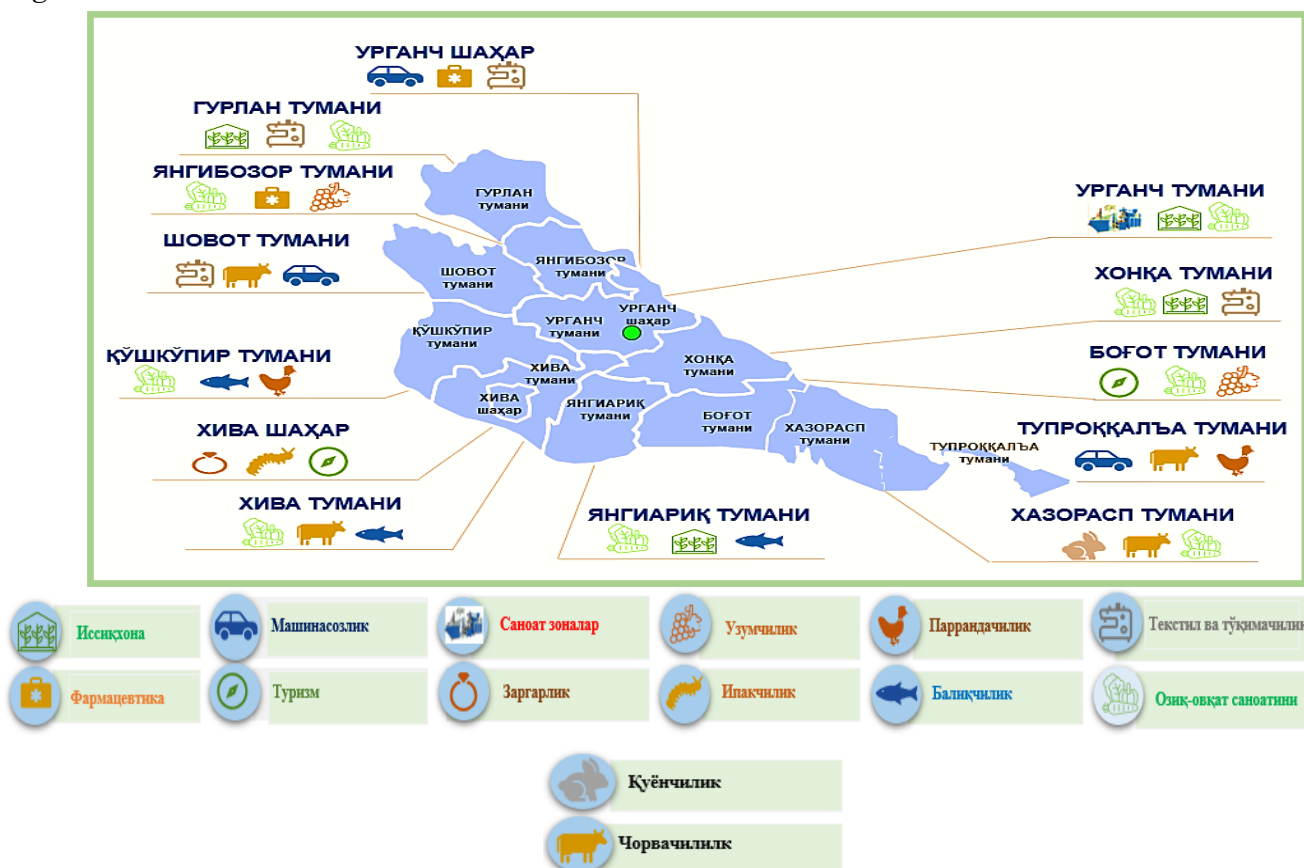 УРГАНЧ ШАҲАР
ГУРЛАН ТУМАНИ
ЯНГИБОЗОР ТУМАНИ
ШОВОТ ТУМАНИ
ҚЎШКЎПИР ТУМАНИ
ХИВА ШАҲАР
ХИВА ТУМАНИ
ЯНГИАРИҚ ТУМАНИ
УРГАНЧ ТУМАНИ
ХОНҚА ТУМАНИ
БОҒОТ ТУМАНИ
ТУПРОҚҚАЛЪА ТУМАНИ
ХАЗОРАСП ТУМАНИ
ГУРЛАН
тумани
ЯНГИБОЗОР
тумани
ШОВОТ
тумани
УРГАНЧ
тумани
УРГАНЧ
шаҳар
ҚЎШКЎПИР
тумани
ХИВА
тумани
ХИВА
шаҳар
ЯНГИАРИҚ
тумани
ХОНҚА
тумани
БОҒОТ
тумани
ХАЗОРАСП
тумани
ТУПРОҚҚАЛЪА
тумани
Иссиқхона
Машинасозлик
Саноат зоналар
Узумчилик
Паррандачилик
Текстил ва тўқимачилик
Фармацевтика
Туризм
Заргарлик
Ипакчилик
Балиқчилик
Озиқ-овқат саноатини
Қуёнчилик
Чорвачилилк